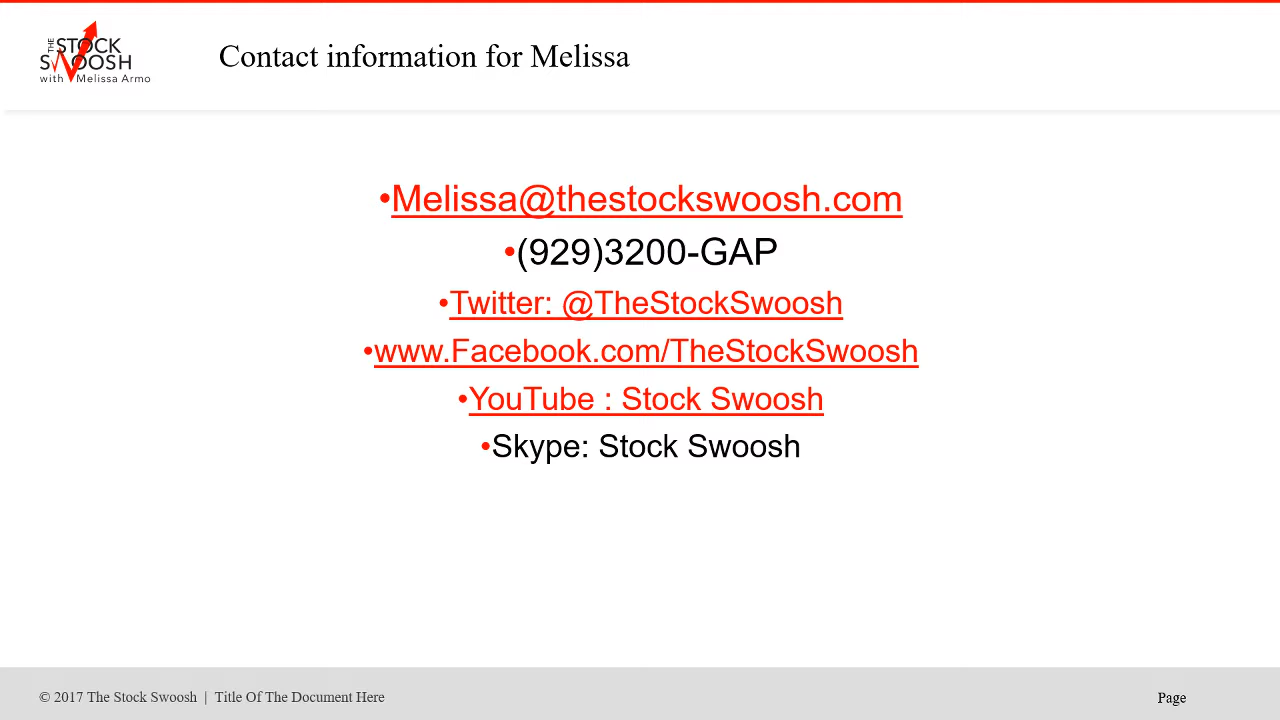 THE STOCK
SWOOSH
with Melissa Armo
Contact information for Melissa
•Melissa@thestockswoosh.com
•(929)3200-GAP
•Twitter: @TheStockSwoosh
•www.Facebook.com/TheStockSwoosh
•YouTube : Stock Swoosh
•Skype: Stock Swoosh
© 2017 The Stock Swoosh | Title Of The Document Here
Page